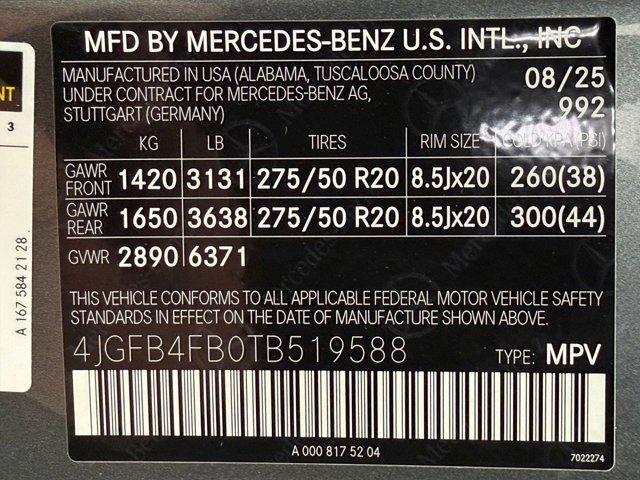 MFD BY MERCEDES-BENZ U.S. INTL., INC
MANUFACTURED IN USA (ALABAMA, TUSCALOOSA COUNTY) 08/25
UNDER CONTRACT FOR MERCEDES-BENZ AG, 992
STUTTGART (GERMANY)
KG LB TIRES RIM SIZE COLD KPA(PSI)
GAWR FRONT 1420 3131 275/50 R20 8.5Jx20 260(38)
GAWR REAR 1650 3638 275/50 R20 8.5Jx20 300(44)
GVWR 2890 6371
THIS VEHICLE CONFORMS TO ALL APPLICABLE FEDERAL MOTOR VEHICLE SAFETY
STANDARDS IN EFFECT ON THE DATE OF MANUFACTURE SHOWN ABOVE.
4JGFB4FB0TB519588 TYPE: MPV
A 000 817 52 04
7022274
3
A 167 584 21 28